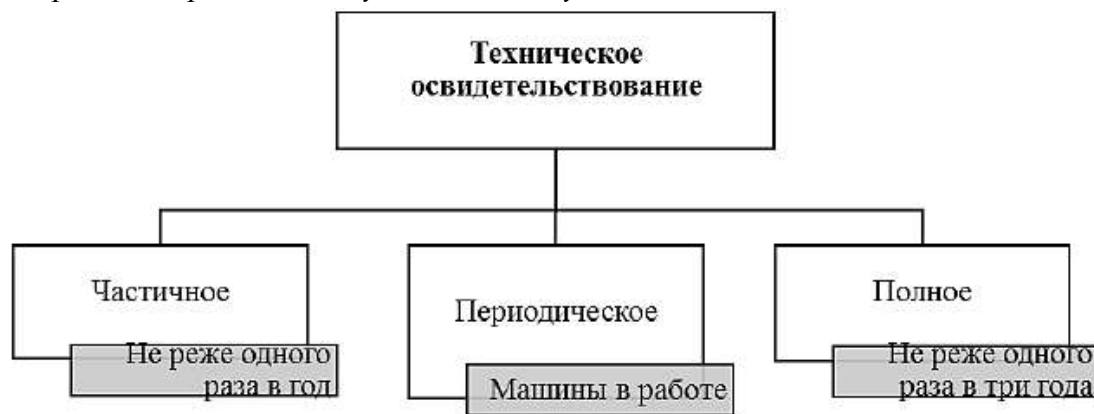 Техническое
освидетельствование
Частичное
Не реже одного
раза в год
Периодическое
Машины в работе
Полное
Не реже одного
раза в три года